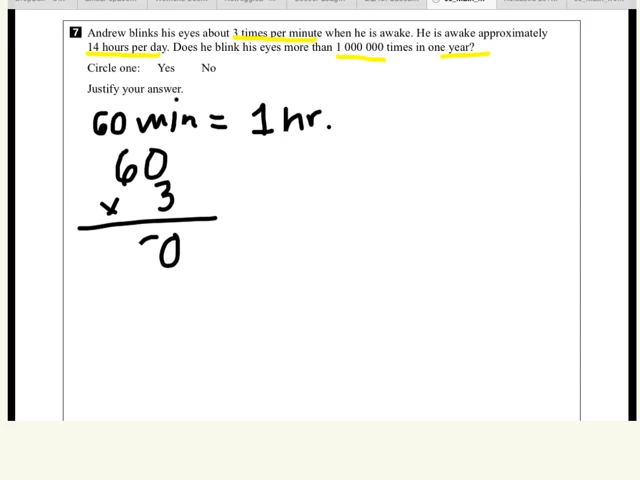 7 Andrew blinks his eyes about 3 times per minute when he is awake. He is awake approximately
14 hours per day. Does he blink his eyes more than 1 000 000 times in one year?
Circle one: Yes No
Justify your answer.
60 min = 1 hr.
60
x 3
0